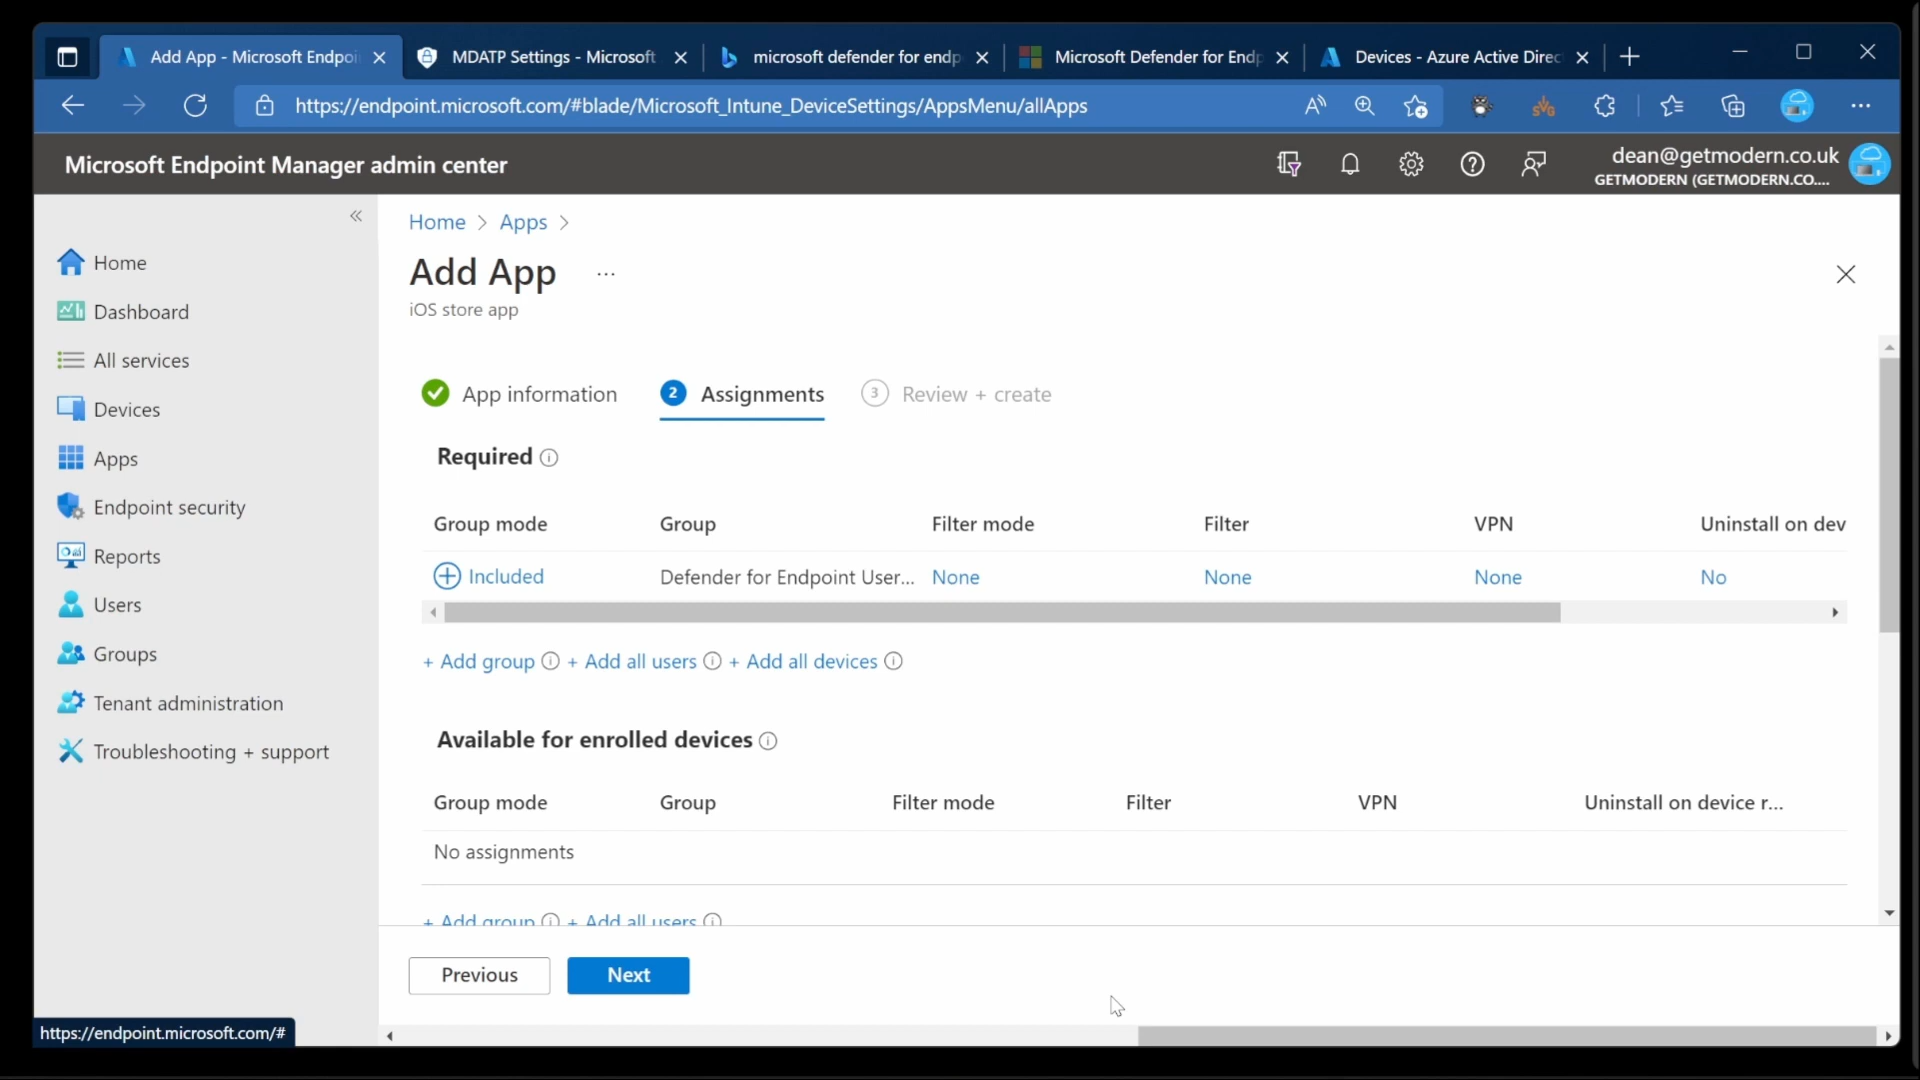 Add App - Microsoft Endpoi
MDATP Settings - Microsoft
microsoft defender for endp
Microsoft Defender for Endp
Devices - Azure Active Direc
https://endpoint.microsoft.com/#blade/Microsoft_Intune_DeviceSettings/AppsMenu/allApps
Microsoft Endpoint Manager admin center
dean@getmodern.co.uk
GETMODERN (GETMODERN.CO....
Home
Dashboard
All services
Devices
Apps
Endpoint security
Reports
Users
Groups
Tenant administration
Troubleshooting + support
Home > Apps >
Add App ...
iOS store app
App information
2 Assignments
3 Review + create
Required
Group mode Group Filter mode Filter VPN Uninstall on dev
Included Defender for Endpoint User... None None None No
+ Add group + Add all users + Add all devices
Available for enrolled devices
Group mode Group Filter mode Filter VPN Uninstall on device r...
No assignments
+ Add group + Add all users
Previous Next
https://endpoint.microsoft.com/#